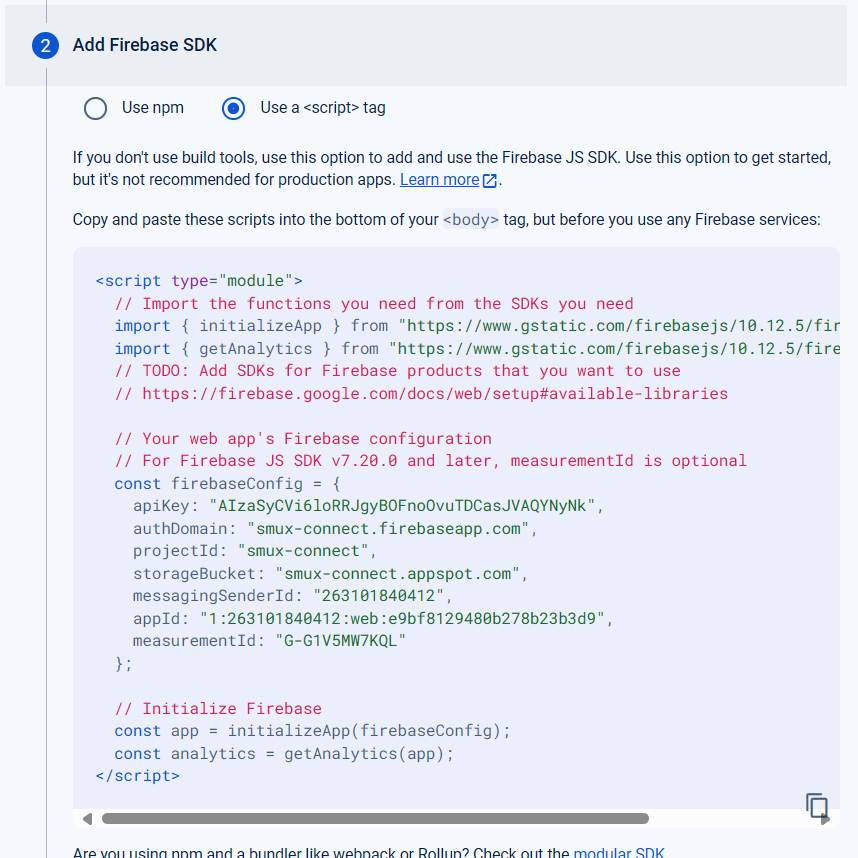 2
Add Firebase SDK
Use npm
Use a <script> tag
If you don't use build tools, use this option to add and use the Firebase JS SDK. Use this option to get started,
but it's not recommended for production apps. Learn more.
Copy and paste these scripts into the bottom of your <body> tag, but before you use any Firebase services:
<script type="module">
// Import the functions you need from the SDKs you need
import { initializeApp } from "https://www.gstatic.com/firebasejs/10.12.5/fir
import { getAnalytics } from "https://www.gstatic.com/firebasejs/10.12.5/fire
// TODO: Add SDKs for Firebase products that you want to use
// https://firebase.google.com/docs/web/setup#available-libraries
// Your web app's Firebase configuration
// For Firebase JS SDK v7.20.0 and later, measurementId is optional
const firebaseConfig = {
apiKey: "AIzaSyCVi6loRRJgyBOFnoOvuTDCasJVAQYNyNk",
authDomain: "smux-connect.firebaseapp.com",
projectId: "smux-connect",
storageBucket: "smux-connect.appspot.com",
messagingSenderId: "263101840412",
appId: "1:263101840412:web:e9bf8129480b278b23b3d9",
measurementId: "G-G1V5MW7KQL"
};
// Initialize Firebase
const app = initializeApp(firebaseConfig);
const analytics = getAnalytics(app);
</script>
Are you using npm and a bundler like webpack or Rollup? Check out the modular SDK.